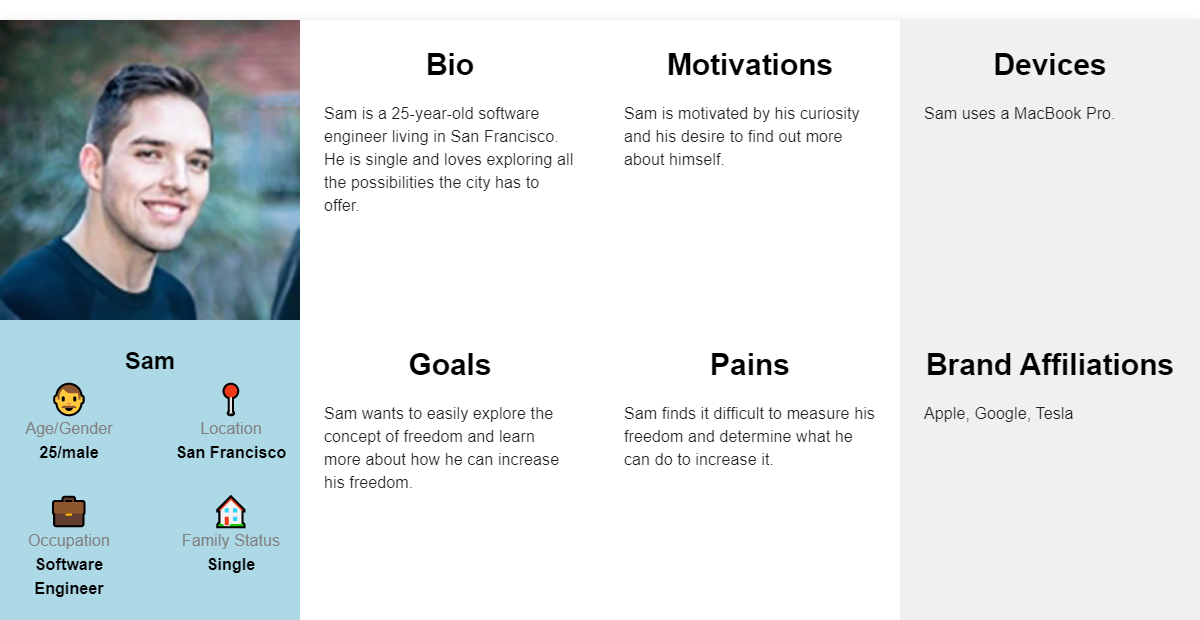 Bio
Sam is a 25-year-old software
engineer living in San Francisco.
He is single and loves exploring all
the possibilities the city has to
offer.
Motivations
Sam is motivated by his curiosity
and his desire to find out more
about himself.
Devices
Sam uses a MacBook Pro.
Sam
Age/Gender
25/male
Location
San Francisco
Occupation
Software
Engineer
Family Status
Single
Goals
Sam wants to easily explore the
concept of freedom and learn
more about how he can increase
his freedom.
Pains
Sam finds it difficult to measure his
freedom and determine what he
can do to increase it.
Brand Affiliations
Apple, Google, Tesla